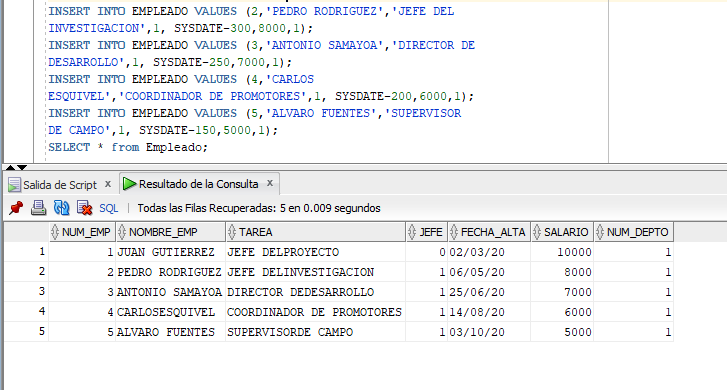 INSERT INTO EMPLEADO VALUES (2,'PEDRO RODRIGUEZ','JEFE DEL
INVESTIGACION',1, SYSDATE-300,8000,1);
INSERT INTO EMPLEADO VALUES (3,'ANTONIO SAMAYOA','DIRECTOR DE
DESARROLLO',1, SYSDATE-250,7000,1);
INSERT INTO EMPLEADO VALUES (4,'CARLOS
ESQUIVEL','COORDINADOR DE PROMOTORES',1, SYSDATE-200,6000,1);
INSERT INTO EMPLEADO VALUES (5,'ALVARO FUENTES','SUPERVISOR
DE CAMPO',1, SYSDATE-150,5000,1);
SELECT * from Empleado;
Salida de Script x Resultado de la Consulta x
SQL | Todas las Filas Recuperadas: 5 en 0.009 segundos
NUM_EMP NOMBRE_EMP TAREA JEFE FECHA_ALTA SALARIO NUM_DEPTO
1 1 JUAN GUTIERREZ JEFE DELPROYECTO 0 02/03/20 10000 1
2 2 PEDRO RODRIGUEZ JEFE DELINVESTIGACION 1 06/05/20 8000 1
3 3 ANTONIO SAMAYOA DIRECTOR DEDESARROLLO 1 25/06/20 7000 1
4 4 CARLOSESQUIVEL COORDINADOR DE PROMOTORES 1 14/08/20 6000 1
5 5 ALVARO FUENTES SUPERVISORDE CAMPO 1 03/10/20 5000 1